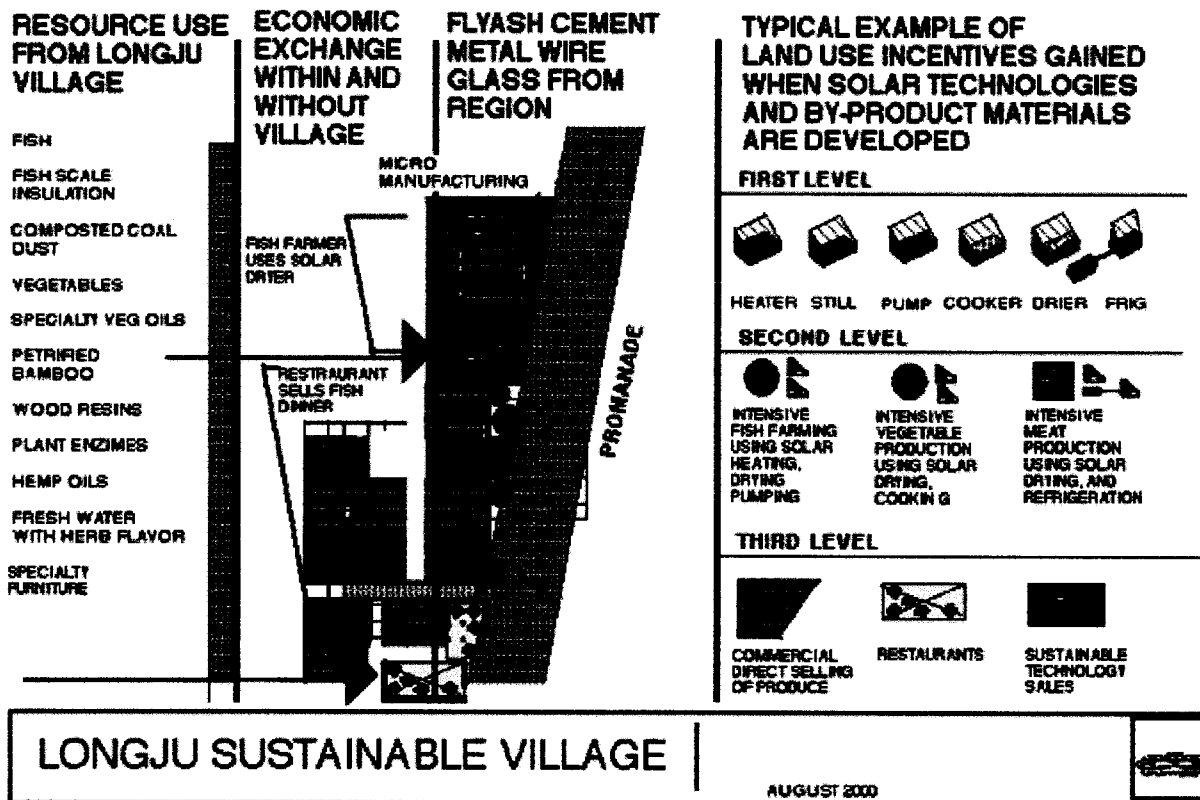 RESOURCE USE
FROM LONGJU
VILLAGE
FISH
FISH SCALE
INSULATION
COMPOSTED COAL
DUST
VEGETABLES
SPECIALTY VEG OILS
PETRIFIED
BAMBOO
WOOD RESINS
PLANT ENZIMES
HEMP OILS
FRESH WATER
WITH HERB FLAVOR
SPECIALTY
FURNITURE
ECONOMIC
EXCHANGE
WITHIN AND
WITHOUT
VILLAGE
FISH FARMER
USES SOLAR
DRIER
RESTRAURANT
SELLS FISH
DINNER
FLYASH CEMENT
METAL WIRE
GLASS FROM
REGION
MICRO
MANUFACTURING
PROMANADE
TYPICAL EXAMPLE OF
LAND USE INCENTIVES GAINED
WHEN SOLAR TECHNOLOGIES
AND BY-PRODUCT MATERIALS
ARE DEVELOPED
FIRST LEVEL
HEATER STILL PUMP COOKER DRIER FRIG
SECOND LEVEL
INTENSIVE
FISH FARMING
USING SOLAR
HEATING,
DRYING
PUMPING
INTENSIVE
VEGETABLE
PRODUCTION
USING SOLAR
DRYING,
COOKIN G
INTENSIVE
MEAT
PRODUCTION
USING SOLAR
DRYING, AND
REFRIGERATION
THIRD LEVEL
COMMERCIAL
DIRECT SELLING
OF PRODUCE
RESTAURANTS
SUSTAINABLE
TECHNOLOGY
SALES
LONGJU SUSTAINABLE VILLAGE
AUGUST 2000